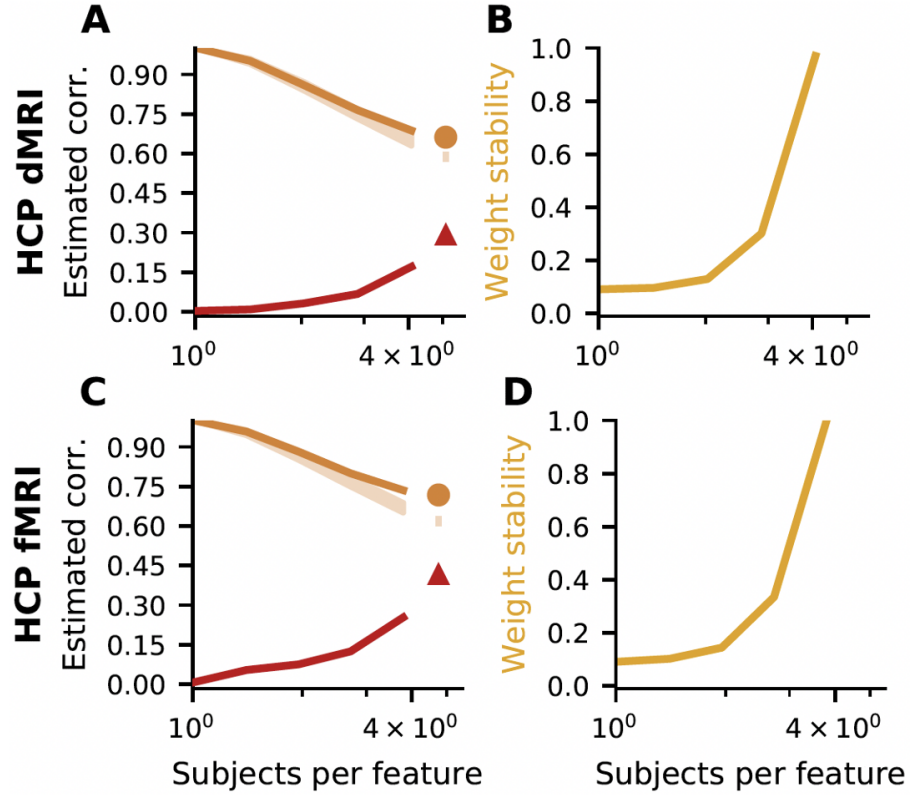 A
HCP dMRI
Estimated corr.
0.90
0.75
0.60
0.45
0.30
0.15
0.00
10⁰
4 × 10⁰
B
Weight stability
1.0
0.8
0.6
0.4
0.2
0.0
10⁰
4 × 10⁰
C
HCP fMRI
Estimated corr.
0.90
0.75
0.60
0.45
0.30
0.15
0.00
10⁰
4 × 10⁰
Subjects per feature
D
Weight stability
1.0
0.8
0.6
0.4
0.2
0.0
10⁰
4 × 10⁰
Subjects per feature